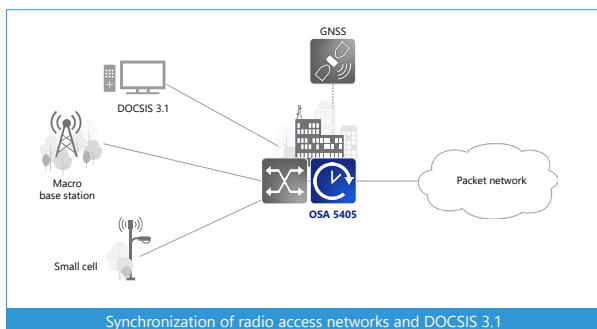 GNSS
DOCSIS 3.1
Macro
base station
OSA 5405
Packet network
Small cell
Synchronization of radio access networks and DOCSIS 3.1